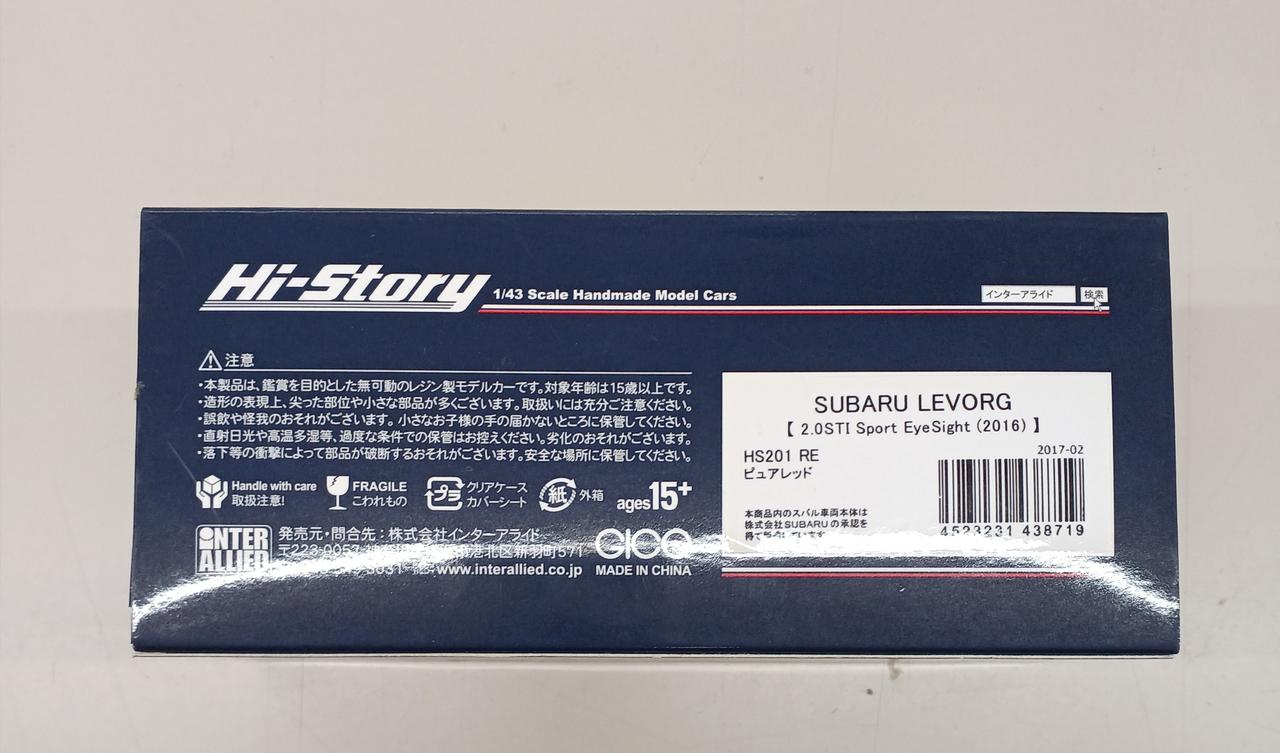 Hi-Story
1/43 Scale Handmade Model Cars
インターアライド 検索
注意
・本製品は、鑑賞を目的とした無可動のレジン製モデルカーです。対象年齢は15歳以上です。
・造形の表現上、尖った部位や小さな部品が多くございます。取扱いには充分ご注意ください。
・誤飲や怪我のおそれがございます。小さなお子様の手の届かないところに保管してください。
・直射日光や高温多湿等、過度な条件での保管はお控えください。劣化のおそれがございます。
・落下等の衝撃によって部品が破断するおそれがございます。安全な場所に保管してください。
Handle with care
取扱注意!
FRAGILE
こわれもの
プラ
クリアケース
カバーシート
紙
外箱
ages15+
INTER
ALLIED
発売元・問合先：株式会社インターアライド
〒223-0057
港北区新羽町571
www.interallied.co.jp
MADE IN CHINA
SUBARU LEVORG
【 2.0STI Sport EyeSight (2016) 】
HS201 RE
ピュアレッド
2017-02
本商品内のスバル車両本体は
株式会社SUBARUの承認を
4523231 438719